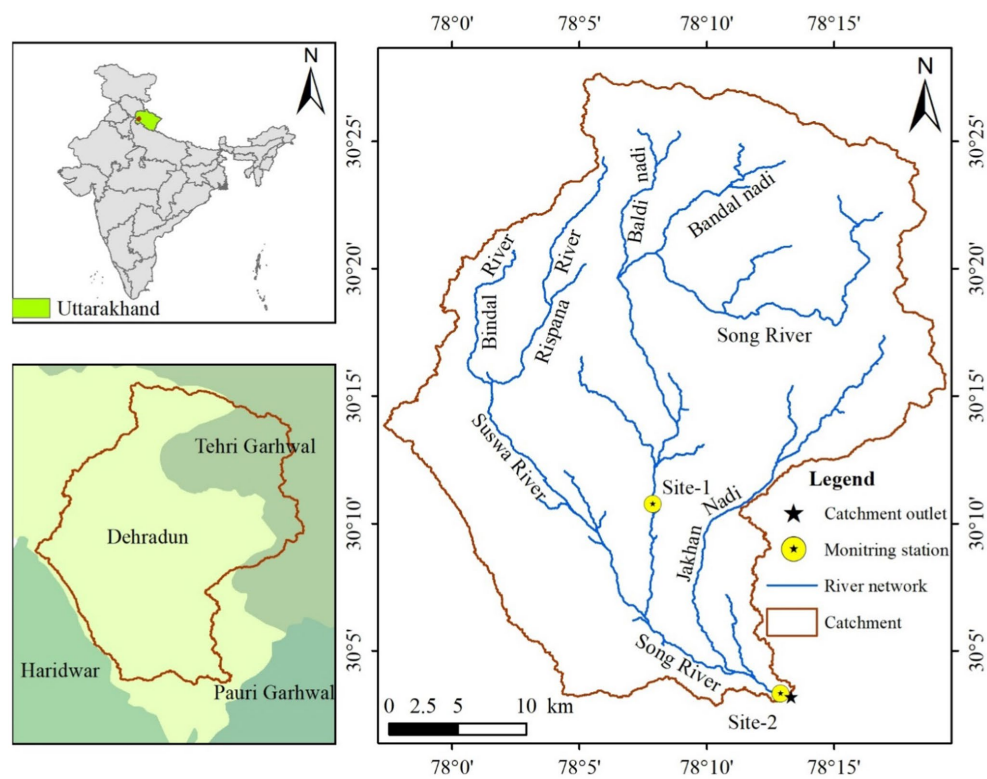 78°0' 78°5' 78°10' 78°15'
N
Uttarakhand
Tehri Garhwal
Dehradun
Haridwar
Pauri Garhwal
N
30°25'
30°20'
30°15'
30°10'
30°5'
30°25'
30°20'
30°15'
30°10'
30°5'
Baldi nadi
Bandal nadi
Bindal River
Rispana River
Song River
Suswa River
Site-1
Jakhan Nadi
Song River
Site-2
Legend
Catchment outlet
Monitring station
River network
Catchment
0 2.5 5 10 km
78°0' 78°5' 78°10' 78°15'